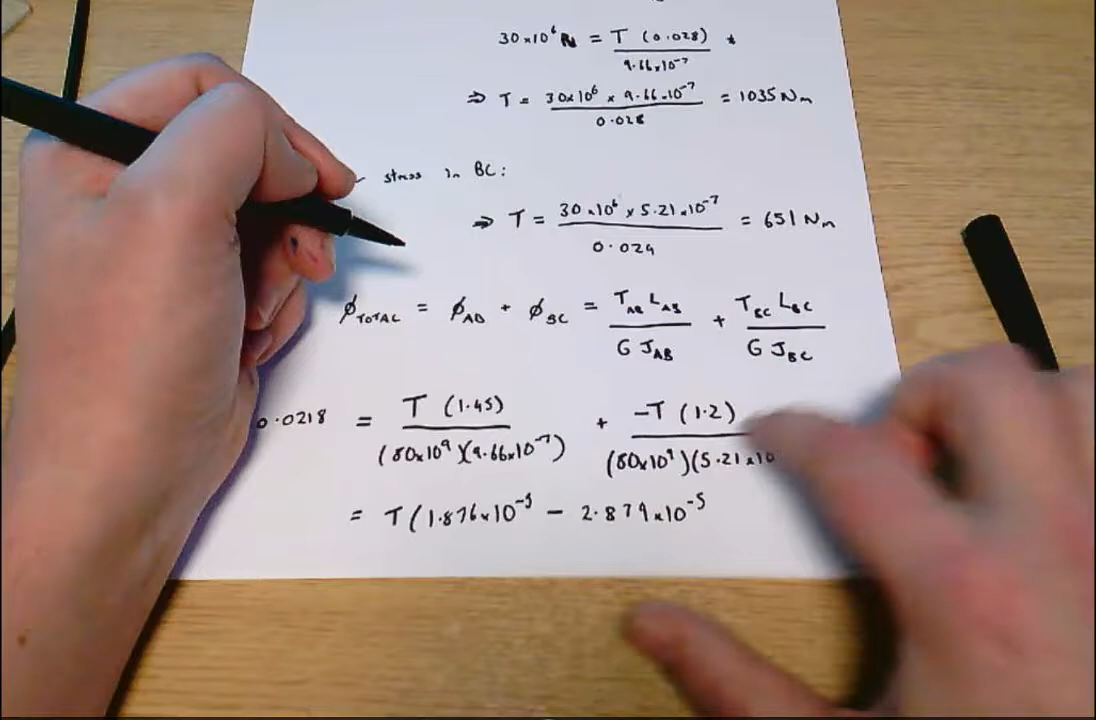 30×10⁶ = T (0.028)
9.66×10⁻⁷
⇒ T = 30×10⁶ × 9.66×10⁻⁷ = 1035 Nm
0.028
stress in BC:
⇒ T = 30×10⁶ × 5.21×10⁻⁷ = 651 Nm
0.024
ϕTOTAL = ϕAB + ϕBC = TAB LAB + TBC LBC
G JAB G JBC
0.0218 = T (1.45) + -T (1.2)
(80×10⁹)(9.66×10⁻⁷) (80×10⁹)(5.21×10
= T(1.876×10⁻⁵ - 2.879×10⁻⁵